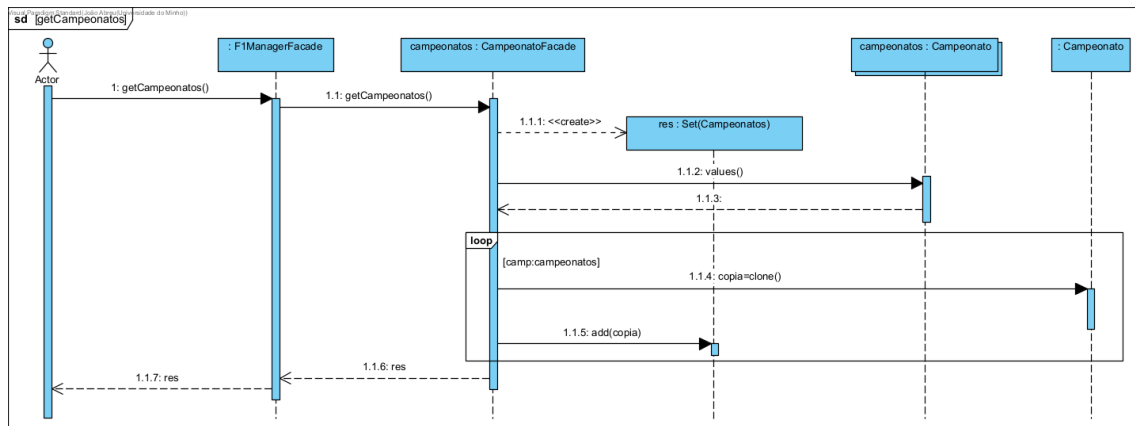 Visual Paradigm Standard(João Abreu(Universidade do Minho))
sd [getCampeonatos]
Actor
: F1ManagerFacade
campeonatos : CampeonatoFacade
campeonatos : Campeonato
: Campeonato
1: getCampeonatos()
1.1: getCampeonatos()
1.1.1: <<create>>
res : Set(Campeonatos)
1.1.2: values()
1.1.3:
loop
[camp:campeonatos]
1.1.4: copia=clone()
1.1.5: add(copia)
1.1.6: res
1.1.7: res